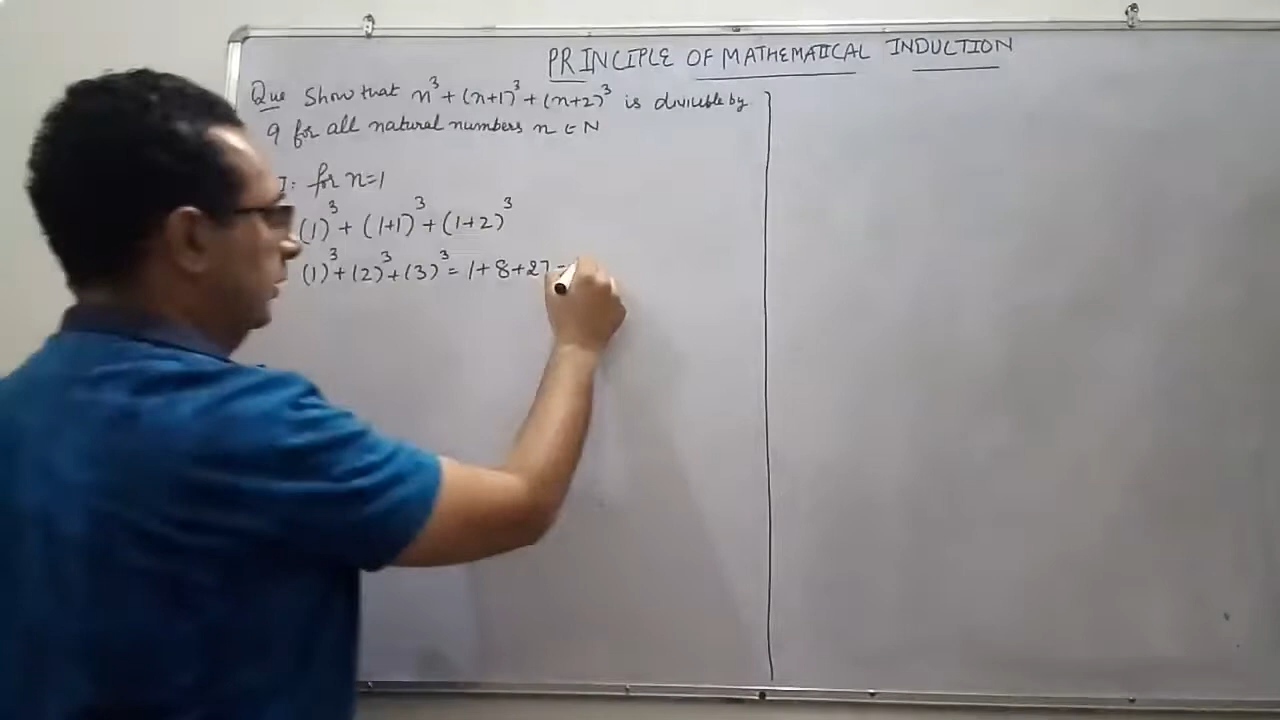 PRINCIPLE OF MATHEMATICAL INDUCTION
Que Show that n³ + (n+1)³ + (n+2)³ is divisible by
9 for all natural numbers n ∈ N
I: for n=1
(1)³ + (1+1)³ + (1+2)³
(1)³ + (2)³ + (3)³ = 1 + 8 + 27 =